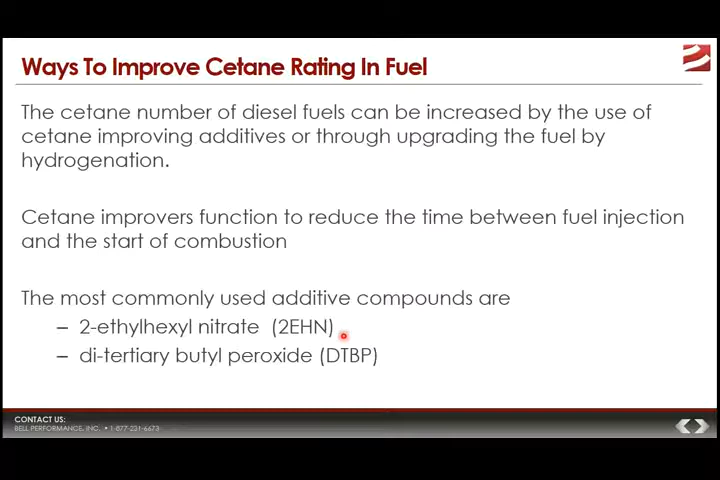 Ways To Improve Cetane Rating In Fuel
The cetane number of diesel fuels can be increased by the use of
cetane improving additives or through upgrading the fuel by
hydrogenation.
Cetane improvers function to reduce the time between fuel injection
and the start of combustion
The most commonly used additive compounds are
– 2-ethylhexyl nitrate (2EHN)
– di-tertiary butyl peroxide (DTBP)
CONTACT US:
BELL PERFORMANCE, INC. • 1-877-231-6673